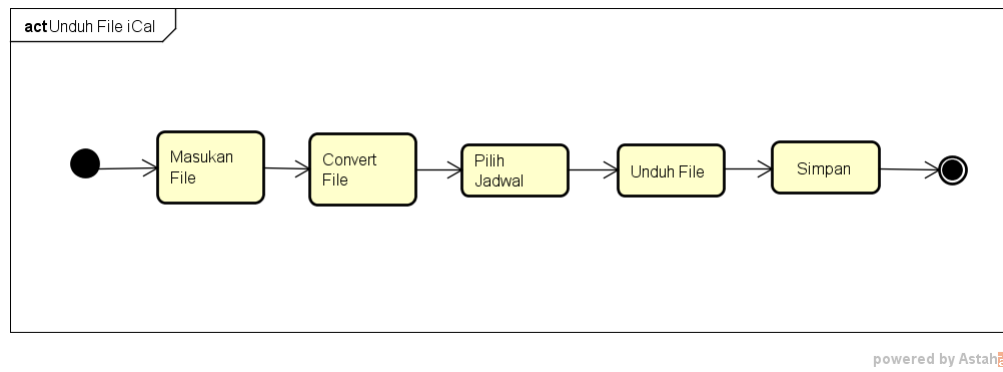 act Unduh File iCal
Masukan
File
Convert
File
Pilih
Jadwal
Unduh File
Simpan
powered by Astah